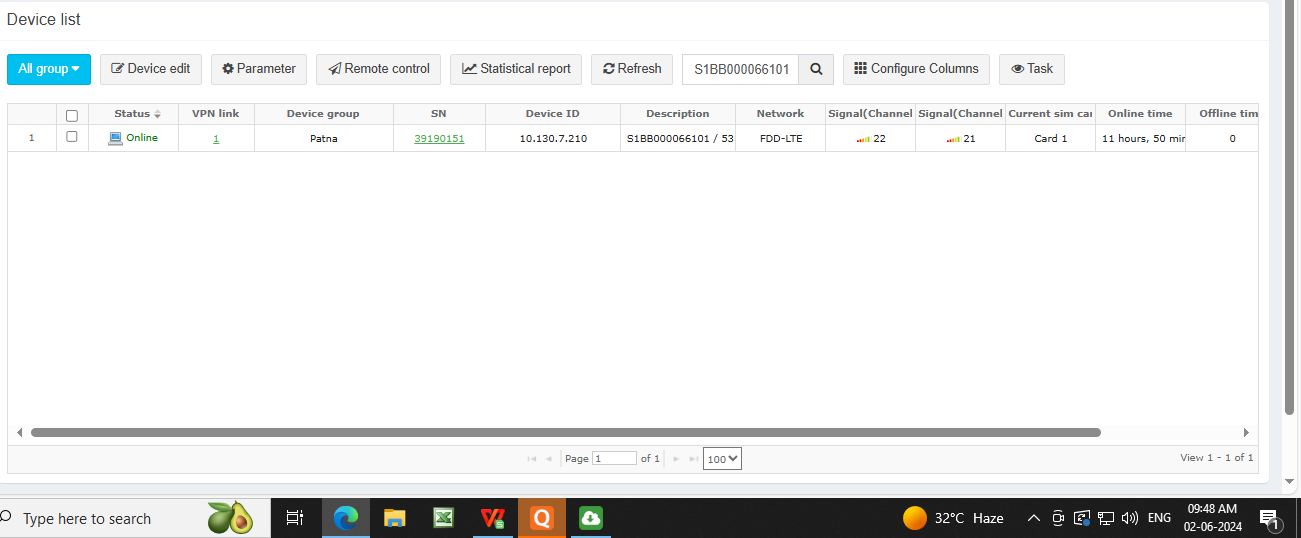 Device list
All group Device edit Parameter Remote control Statistical report Refresh S1BB000066101 Configure Columns Task
Status VPN link Device group SN Device ID Description Network Signal(Channel Signal(Channel Current sim car Online time Offline tim
1 Online 1 Patna 39190151 10.130.7.210 S1BB000066101 / 53 FDD-LTE 22 21 Card 1 11 hours, 50 min 0
Page 1 of 1 100 View 1 - 1 of 1
Type here to search 32°C Haze ENG 09:48 AM
02-06-2024 1